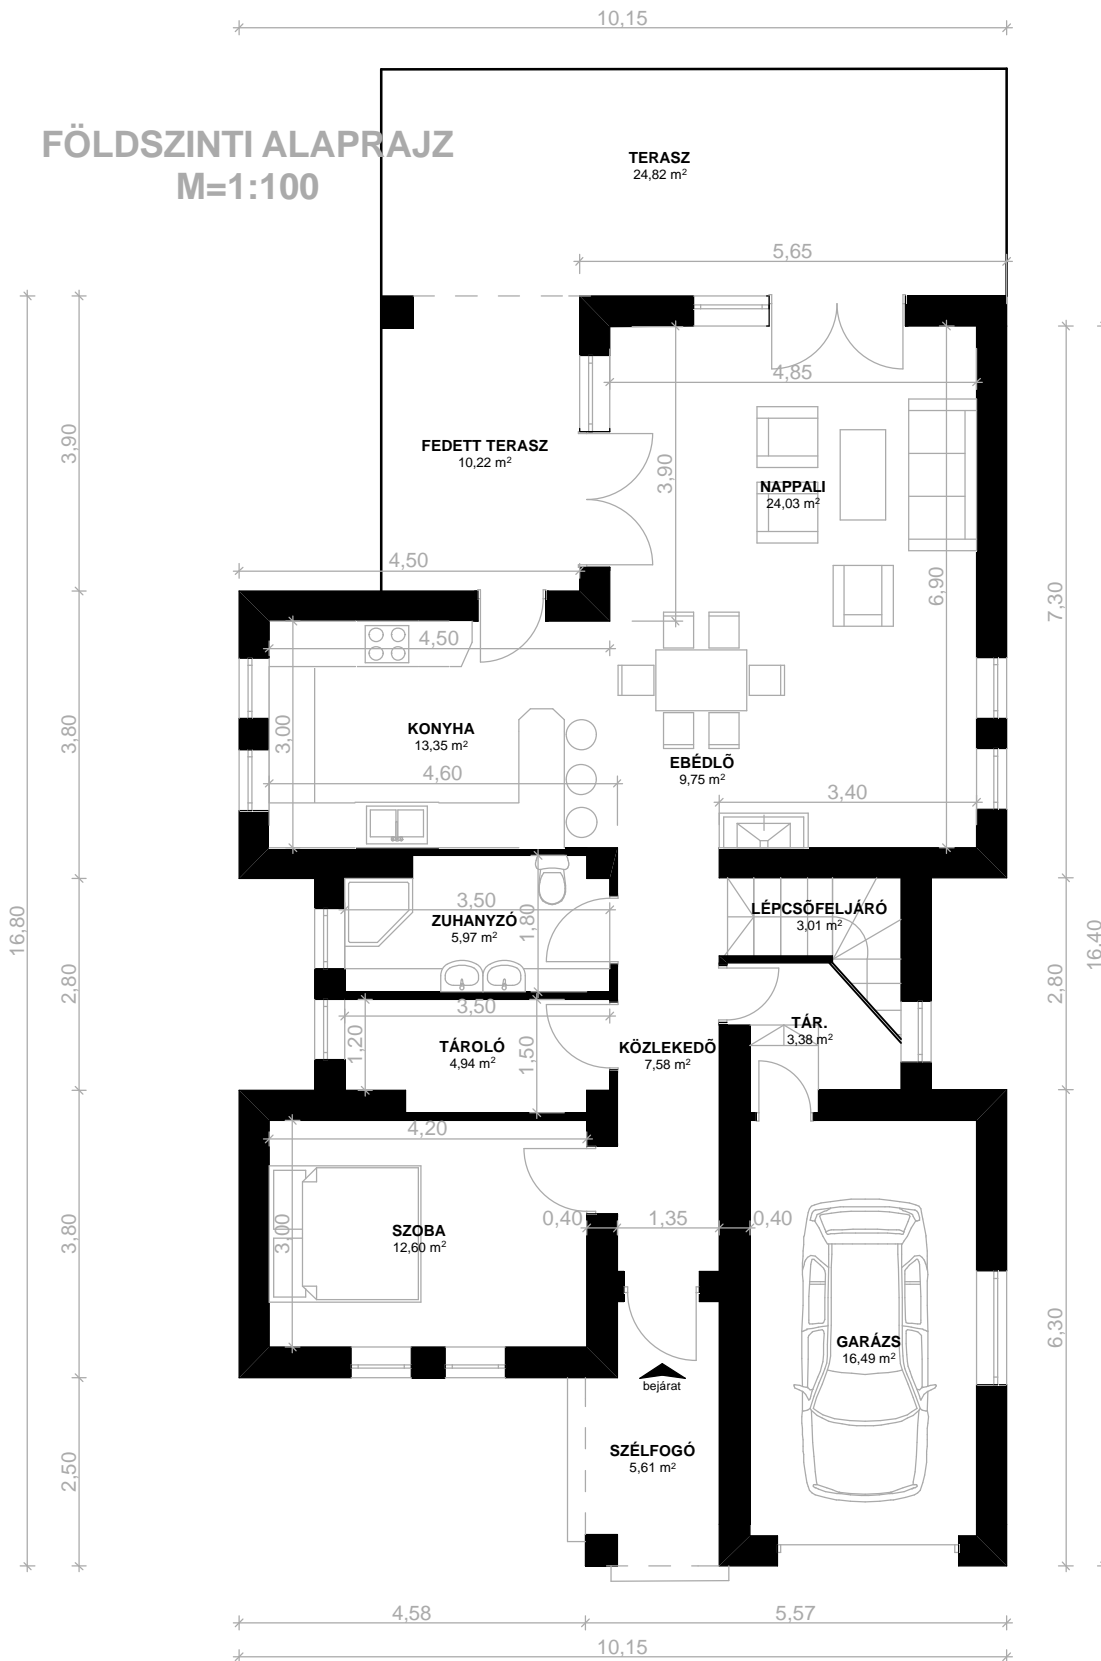 10,15
FÖLDSZINTI ALAPRAJZ
M=1:100
TERASZ
24,82 m²
5,65
4,85
3,90
FEDETT TERASZ
10,22 m²
3,90
NAPPALI
24,03 m²
4,50
6,90
7,30
4,50
3,00
KONYHA
13,35 m²
3,80
EBÉDLÕ
9,75 m²
4,60
3,40
16,80
3,50
ZUHANYZÓ
5,97 m²
1,80
LÉPCSÕFELJÁRÓ
3,01 m²
16,40
2,80
2,80
3,50
1,20
TÁROLÓ
4,94 m²
1,50
KÖZLEKEDÕ
7,58 m²
TÁR.
3,38 m²
4,20
3,80
3,00
SZOBA
12,60 m²
0,40
1,35
0,40
6,30
GARÁZS
16,49 m²
bejárat
2,50
SZÉLFOGÓ
5,61 m²
4,58
5,57
10,15